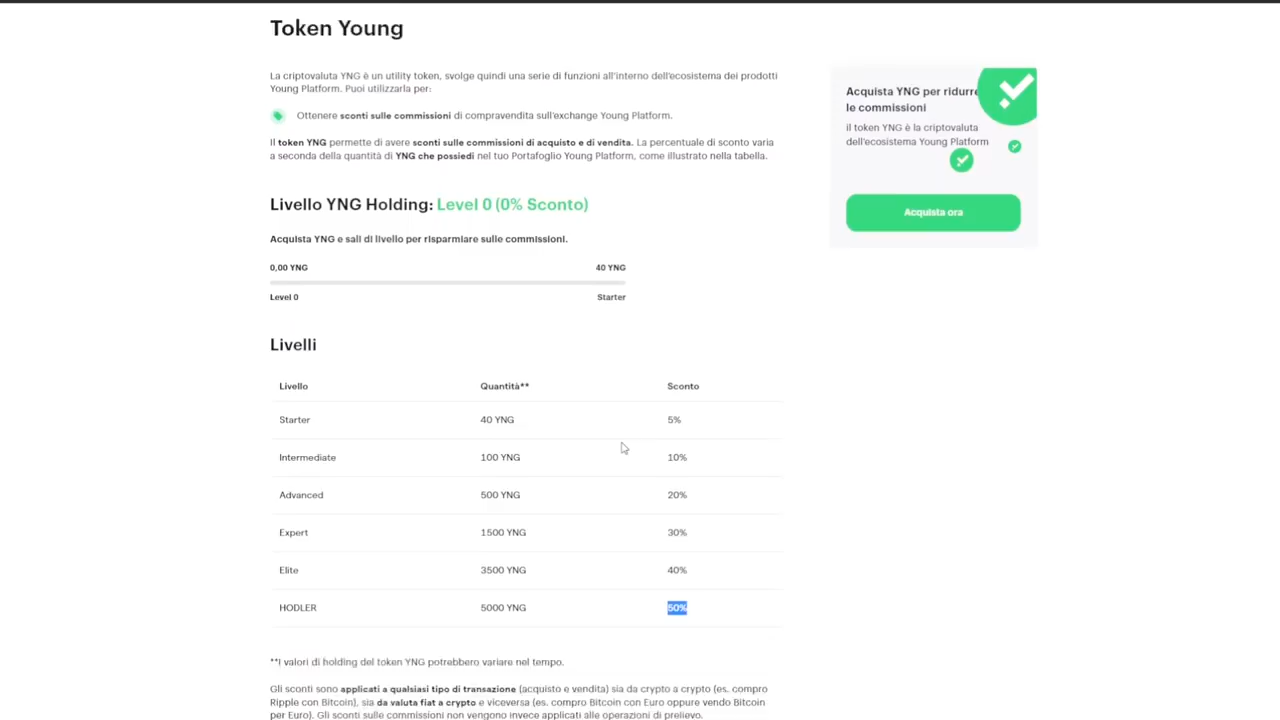 Token Young
La criptovaluta YNG è un utility token, svolge quindi una serie di funzioni all'interno dell'ecosistema dei prodotti
Young Platform. Puoi utilizzarla per:
Ottenere sconti sulle commissioni di compravendita sull'exchange Young Platform.
Il token YNG permette di avere sconti sulle commissioni di acquisto e di vendita. La percentuale di sconto varia
a seconda della quantità di YNG che possiedi nel tuo Portafoglio Young Platform, come illustrato nella tabella.
Livello YNG Holding: Level 0 (0% Sconto)
Acquista YNG e sali di livello per risparmiare sulle commissioni.
0,00 YNG 40 YNG
Level 0 Starter
Livelli
Livello Quantità** Sconto
Starter 40 YNG 5%
Intermediate 100 YNG 10%
Advanced 500 YNG 20%
Expert 1500 YNG 30%
Elite 3500 YNG 40%
HODLER 5000 YNG 50%
**I valori di holding del token YNG potrebbero variare nel tempo.
Gli sconti sono applicati a qualsiasi tipo di transazione (acquisto e vendita) sia da crypto a crypto (es. compro
Ripple con Bitcoin), sia da valuta fiat a crypto e viceversa (es. compro Bitcoin con Euro oppure vendo Bitcoin
per Euro). Gli sconti sulle commissioni non vengono invece applicati alle operazioni di prelievo.
Acquista YNG per ridurre
le commissioni
il token YNG è la criptovaluta
dell'ecosistema Young Platform
Acquista ora